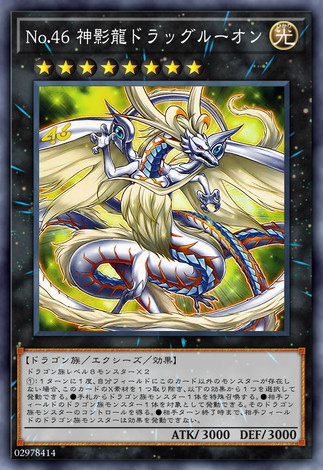 No.46 神影龍ドラッグルーオン
光
46
【ドラゴン族/エクシーズ/効果】
ドラゴン族レベル8モンスター×2
①:1ターンに1度、自分フィールドにこのカード以外のモンスターが存在し
ない場合、このカードのX素材を1つ取り除き、以下の効果から1つを選択して
発動できる。●手札からドラゴン族モンスター1体を特殊召喚する。●相手フィ
ールドのドラゴン族モンスター1体を対象として発動できる。そのドラゴ
ン族モンスターのコントロールを得る。●相手ターン終了時まで、相手フィールド
のドラゴン族モンスターは効果を発動できない。
ATK/3000 DEF/3000
02978414